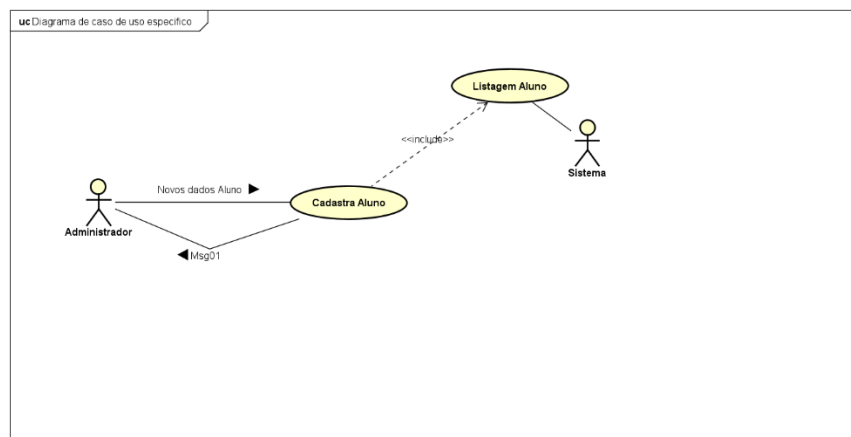 uc Diagrama de caso de uso especifico
Listagem Aluno
<<include>>
Sistema
Novos dados Aluno
Cadastra Aluno
Administrador
Msg01